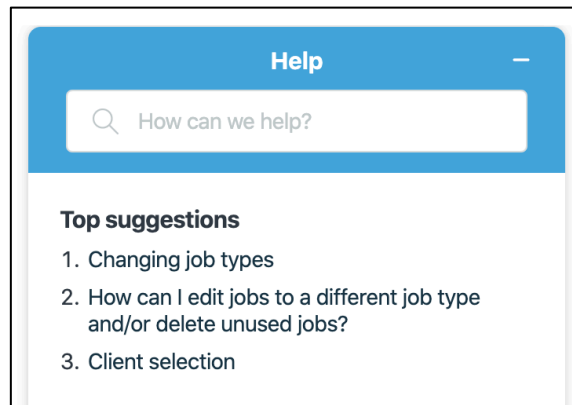 Help
How can we help?
Top suggestions
1. Changing job types
2. How can I edit jobs to a different job type
and/or delete unused jobs?
3. Client selection